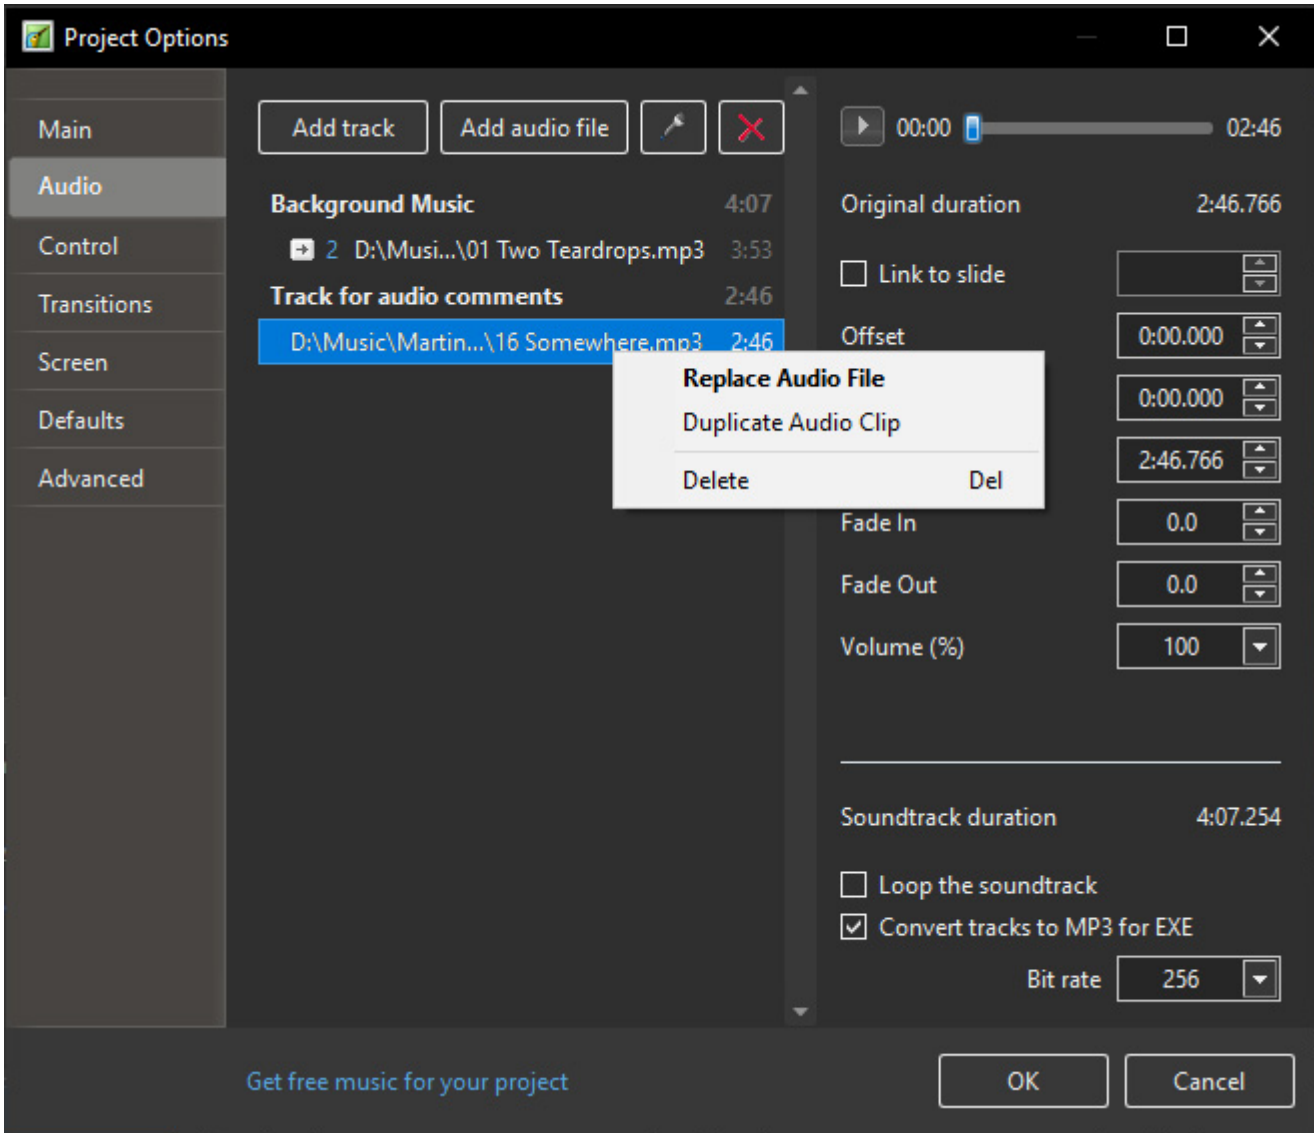 Project Options
Main
Audio
Control
Transitions
Screen
Defaults
Advanced
Add track Add audio file
Background Music 4:07
2 D:\Musi...\01 Two Teardrops.mp3 3:53
Track for audio comments 2:46
D:\Music\Martin...\16 Somewhere.mp3 2:46
Replace Audio File
Duplicate Audio Clip
Delete Del
00:00 02:46
Original duration 2:46.766
Link to slide
Offset 0:00.000
0:00.000
2:46.766
Fade In 0.0
Fade Out 0.0
Volume (%) 100
Soundtrack duration 4:07.254
Loop the soundtrack
Convert tracks to MP3 for EXE
Bit rate 256
Get free music for your project
OK Cancel